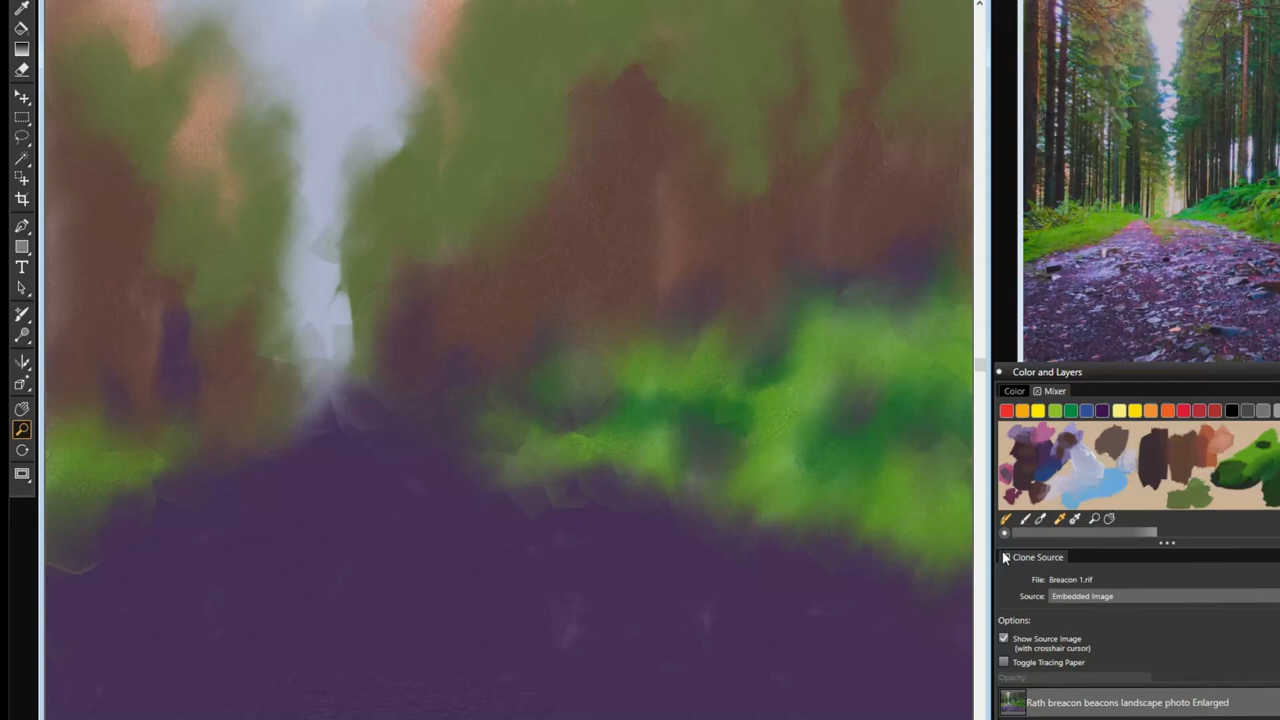 Color and Layers
Color Mixer
Clone Source
File: Breacon 1.rif
Source: Embedded Image
Options:
Show Source Image
(with crosshair cursor)
Toggle Tracing Paper
Opacity
Rath breacon beacons landscape photo Enlarged